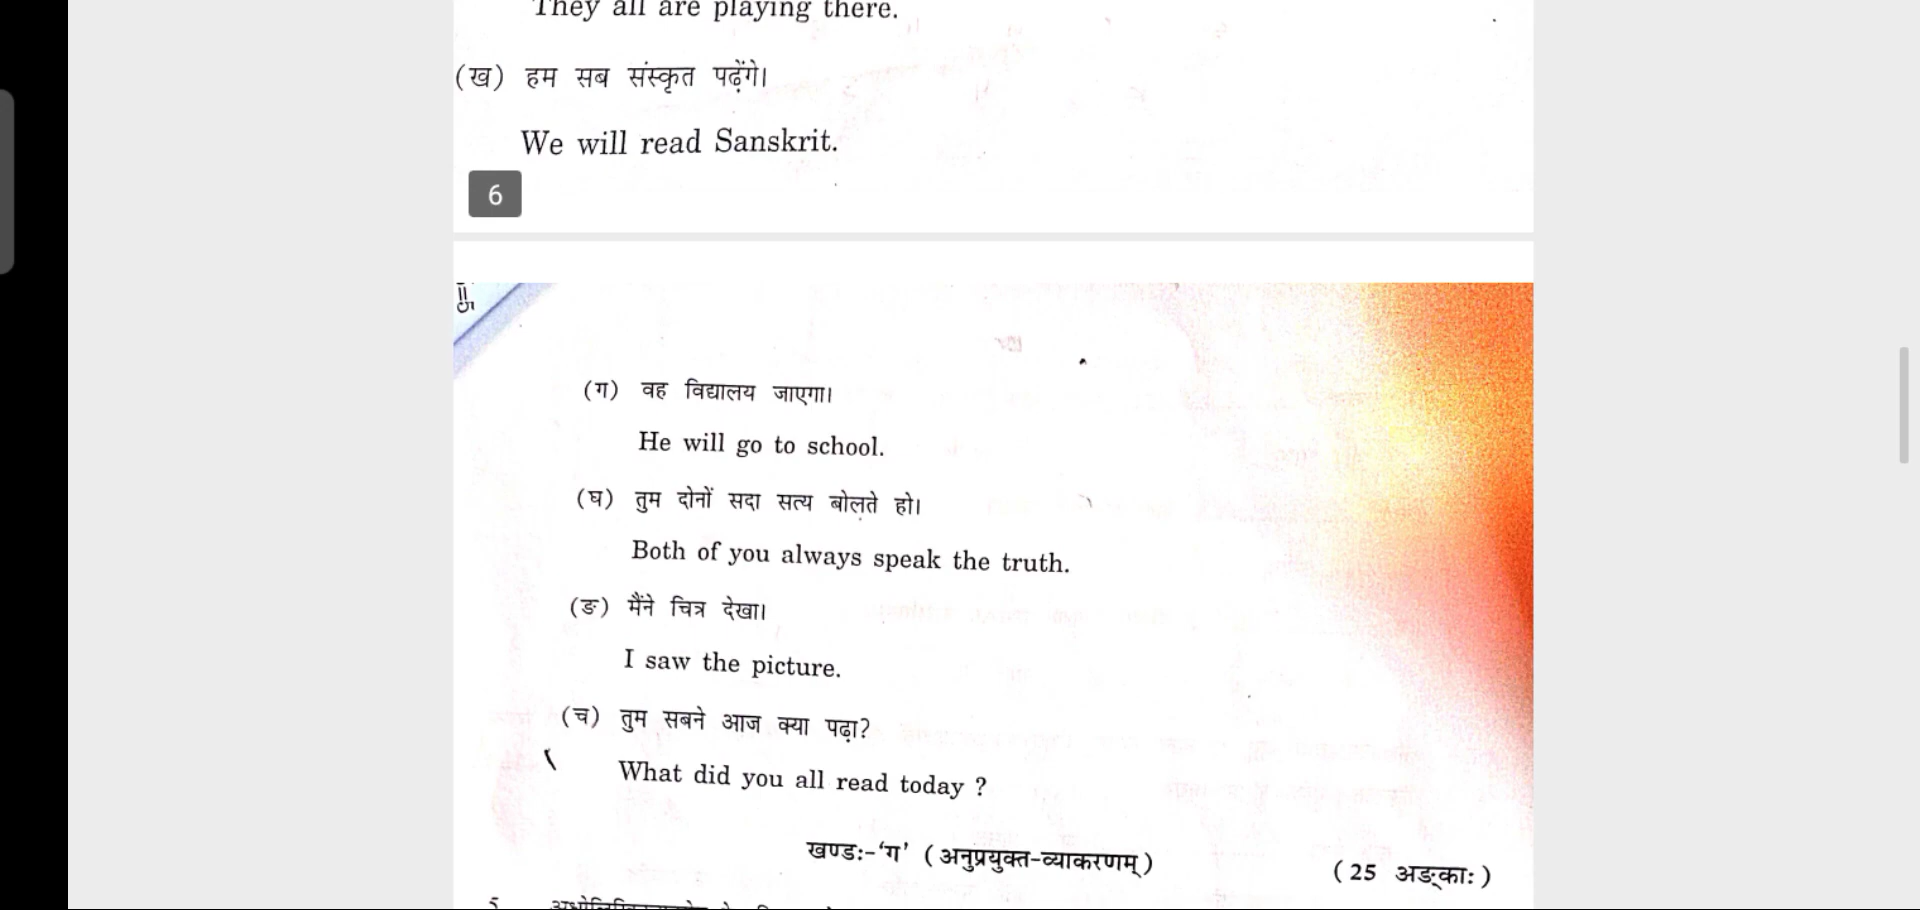 They all are playing there.
(ख) हम सब संस्कृत पढ़ेंगे।
We will read Sanskrit.
6
(ग) वह विद्यालय जाएगा।
He will go to school.
(घ) तुम दोनों सदा सत्य बोलते हो।
Both of you always speak the truth.
(ङ) मैंने चित्र देखा।
I saw the picture.
(च) तुम सबने आज क्या पढ़ा?
What did you all read today ?
खण्डः-‘ग’ (अनुप्रयुक्त-व्याकरणम्)
(25 अङ्काः)
5